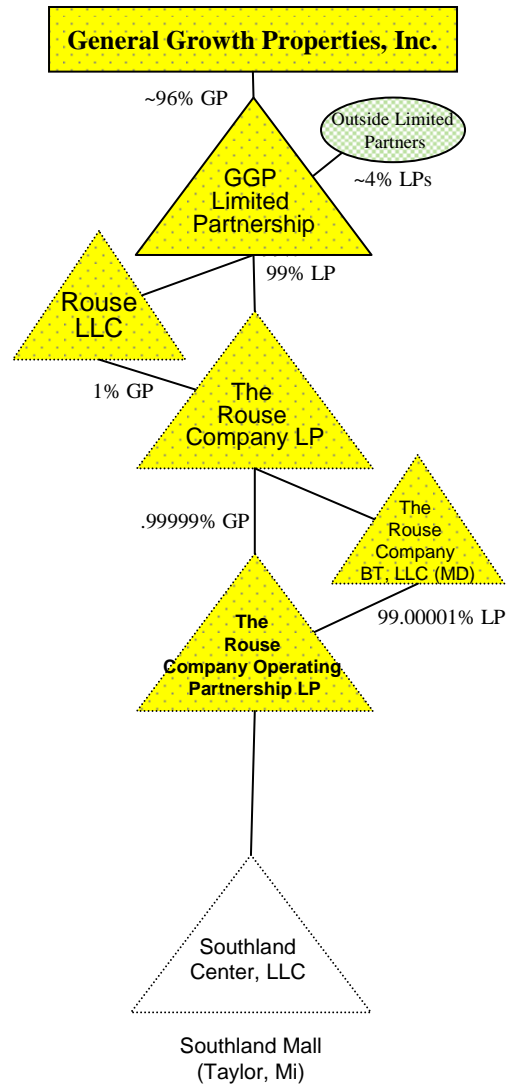 General Growth Properties, Inc.
~96% GP
Outside Limited
Partners
~4% LPs
GGP
Limited
Partnership
99% LP
Rouse
LLC
1% GP
The
Rouse
Company LP
.99999% GP
The
Rouse
Company
BT, LLC (MD)
99.00001% LP
The
Rouse
Company Operating
Partnership LP
Southland
Center, LLC
Southland Mall
(Taylor, Mi)